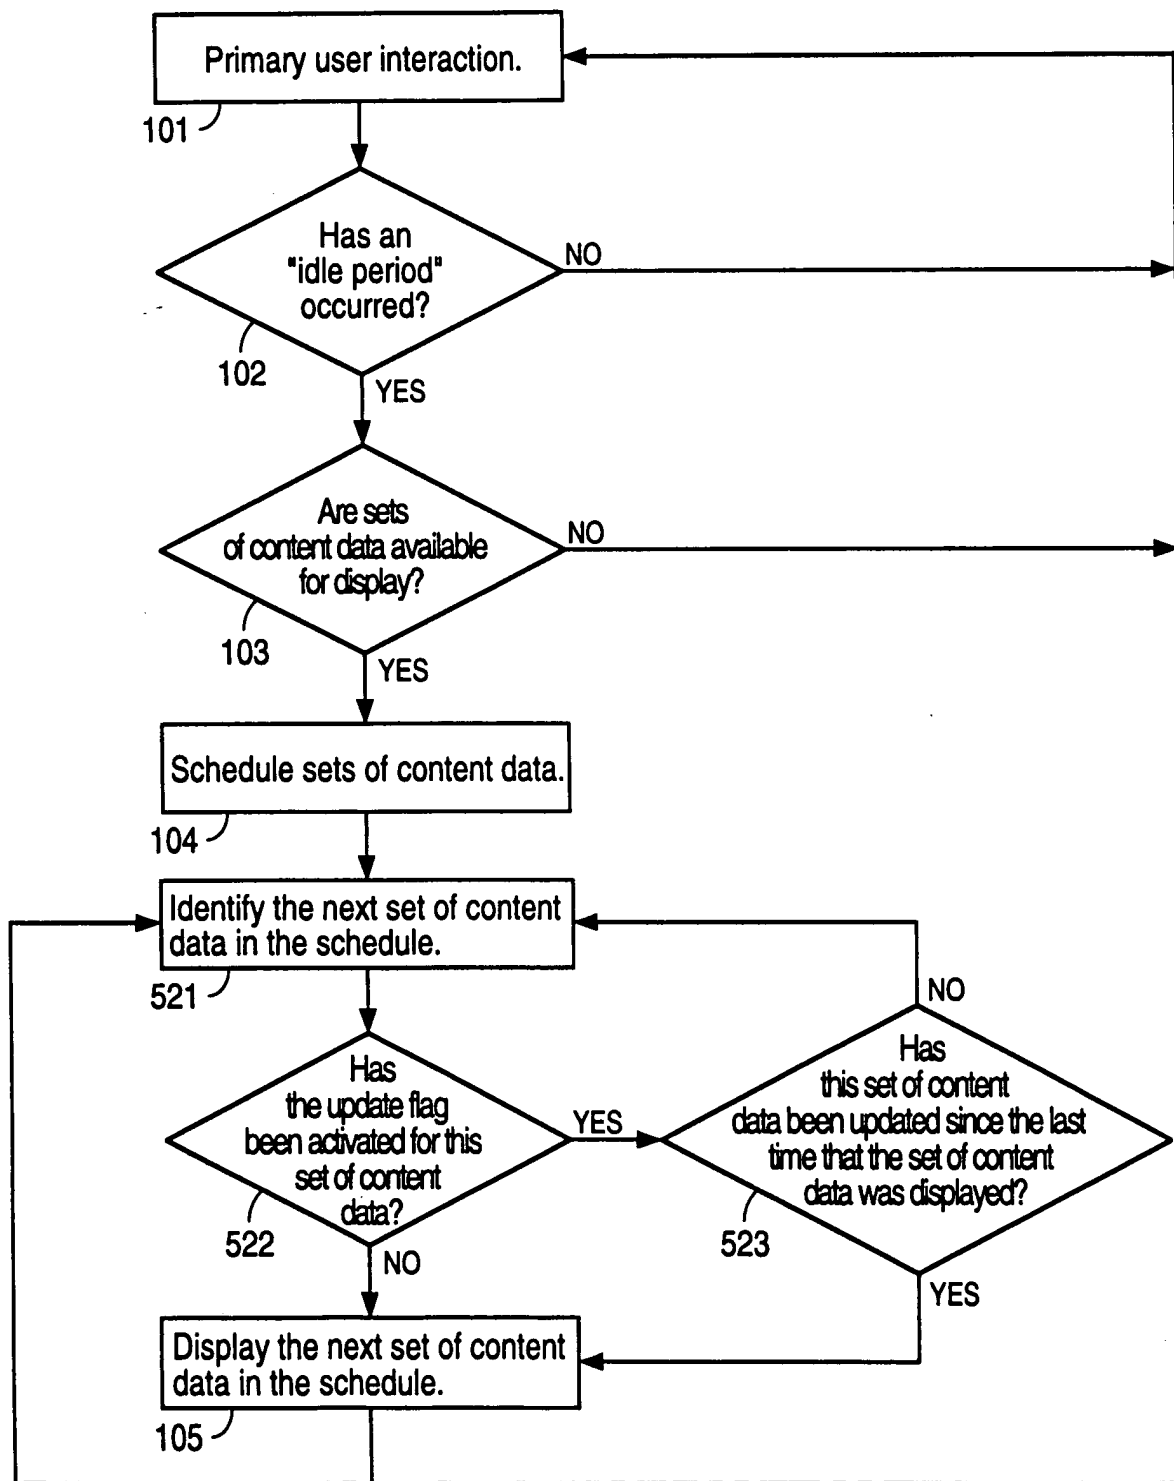 Primary user interaction.
101
Has an
"idle period"
occurred?
NO
102
YES
Are sets
of content data available
for display?
NO
103
YES
Schedule sets of content data.
104
Identify the next set of content
data in the schedule.
521
NO
Has
the update flag
been activated for this
set of content
data?
YES
522
NO
Has
this set of content
data been updated since the last
time that the set of content
data was displayed?
523
YES
Display the next set of content
data in the schedule.
105